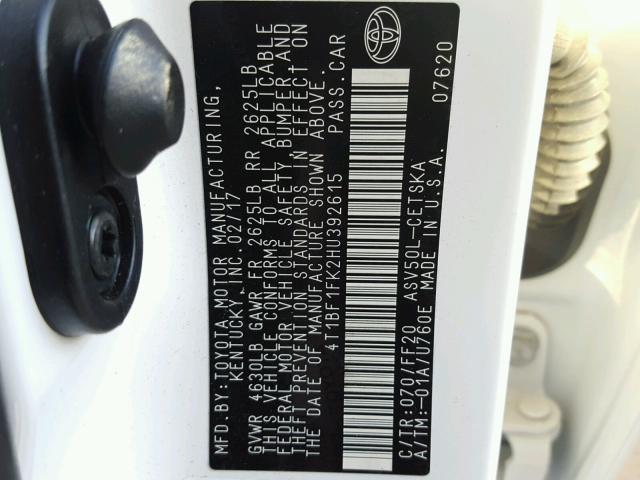 MFD. BY: TOYOTA MOTOR MANUFACTURING,
KENTUCKY, INC. 02/17
GVWR 4630LB GAWR FR 2625LB RR 2625LB
THIS VEHICLE CONFORMS TO ALL APPLICABLE
FEDERAL MOTOR VEHICLE SAFETY, BUMPER AND
THEFT PREVENTION STANDARDS IN EFFECT ON
THE DATE OF MANUFACTURE SHOWN ABOVE.
4T1BF1FK2HU392615 PASS. CAR
C/TR: 070/FF20 ASV50L-CETSKA
A/TM: -01A/U760E MADE IN U.S.A.
07620